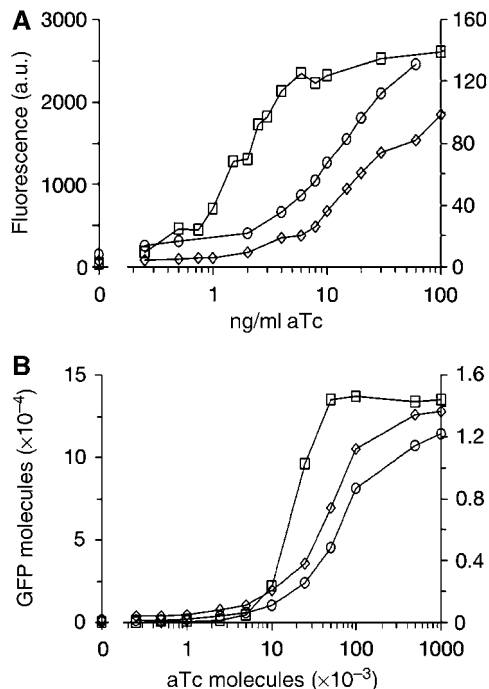 A
Fluorescence (a.u.)
3000
2000
1000
0
160
120
80
40
0
0 1 10 100
ng/ml aTc
B
GFP molecules (×10⁻⁴)
15
10
5
0
1.6
1.2
0.8
0.4
0
0 1 10 100 1000
aTc molecules (×10⁻³)